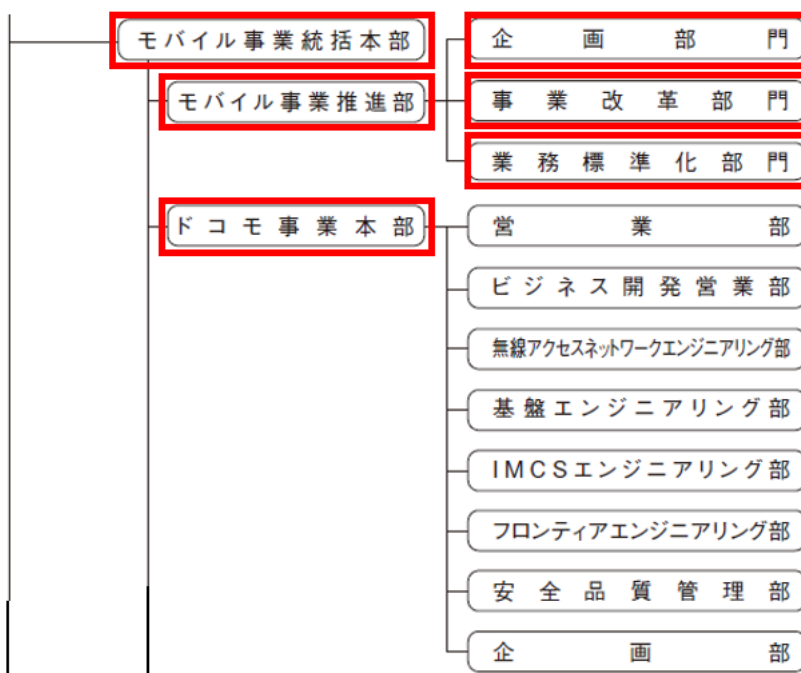 モバイル事業統括本部
企画部門
モバイル事業推進部
事業改革部門
業務標準化部門
ドコモ事業本部
営業部
ビジネス開発営業部
無線アクセスネットワークエンジニアリング部
基盤エンジニアリング部
IMCSエンジニアリング部
フロンティアエンジニアリング部
安全品質管理部
企画部